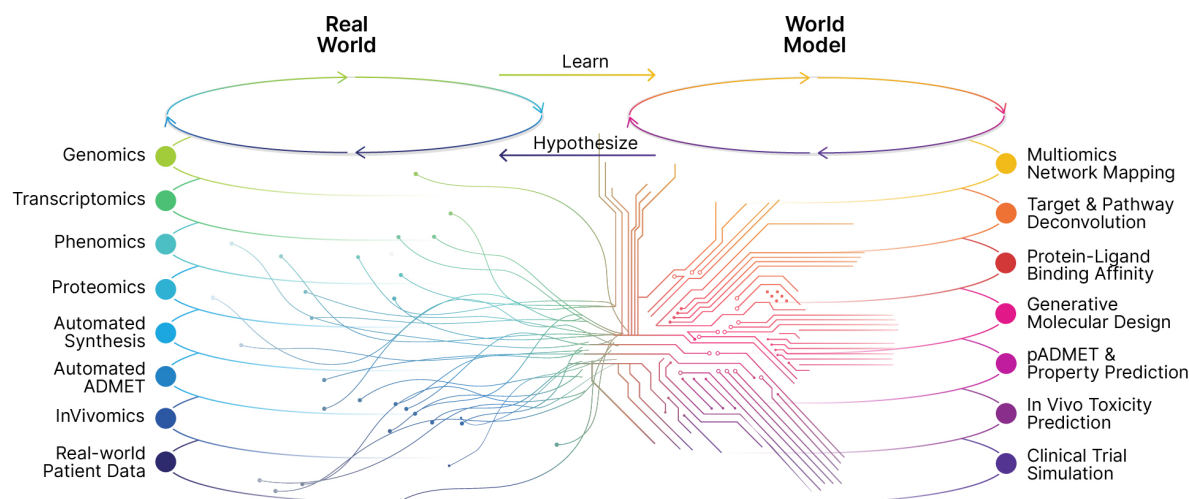 Real
World
World
Model
Learn
Hypothesize
Genomics
Transcriptomics
Phenomics
Proteomics
Automated
Synthesis
Automated
ADMET
InVivomics
Real-world
Patient Data
Multiomics
Network Mapping
Target & Pathway
Deconvolution
Protein-Ligand
Binding Affinity
Generative
Molecular Design
pADMET &
Property Prediction
In Vivo Toxicity
Prediction
Clinical Trial
Simulation